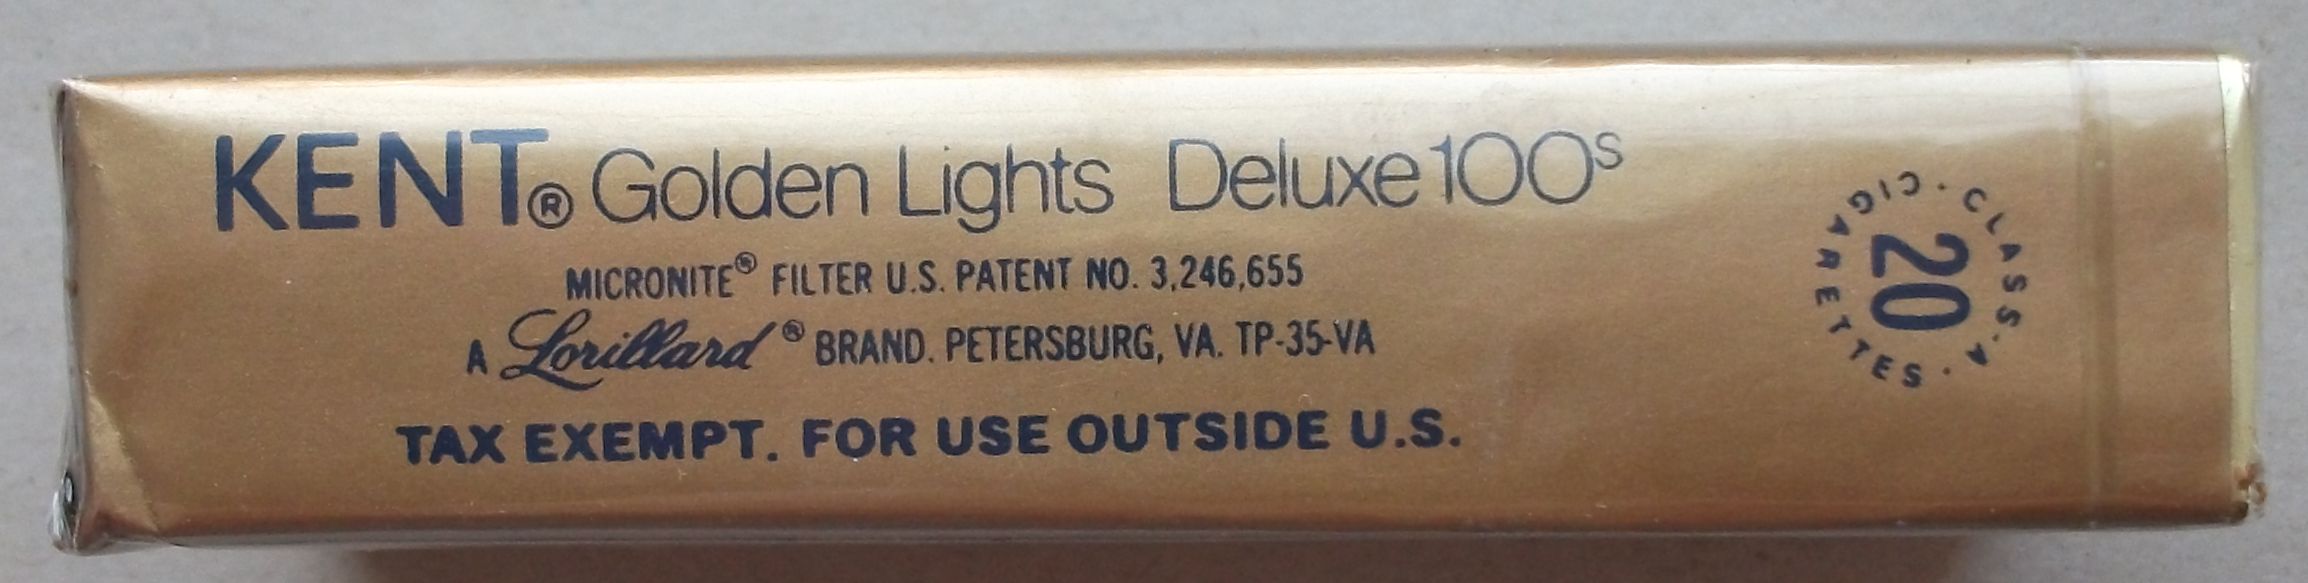 KENT® Golden Lights Deluxe 100s
MICRONITE® FILTER U.S. PATENT NO. 3,246,655
A Lorillard® BRAND. PETERSBURG, VA. TP-35-VA
TAX EXEMPT. FOR USE OUTSIDE U.S.
20
CLASS · A · CIGARETTES ·